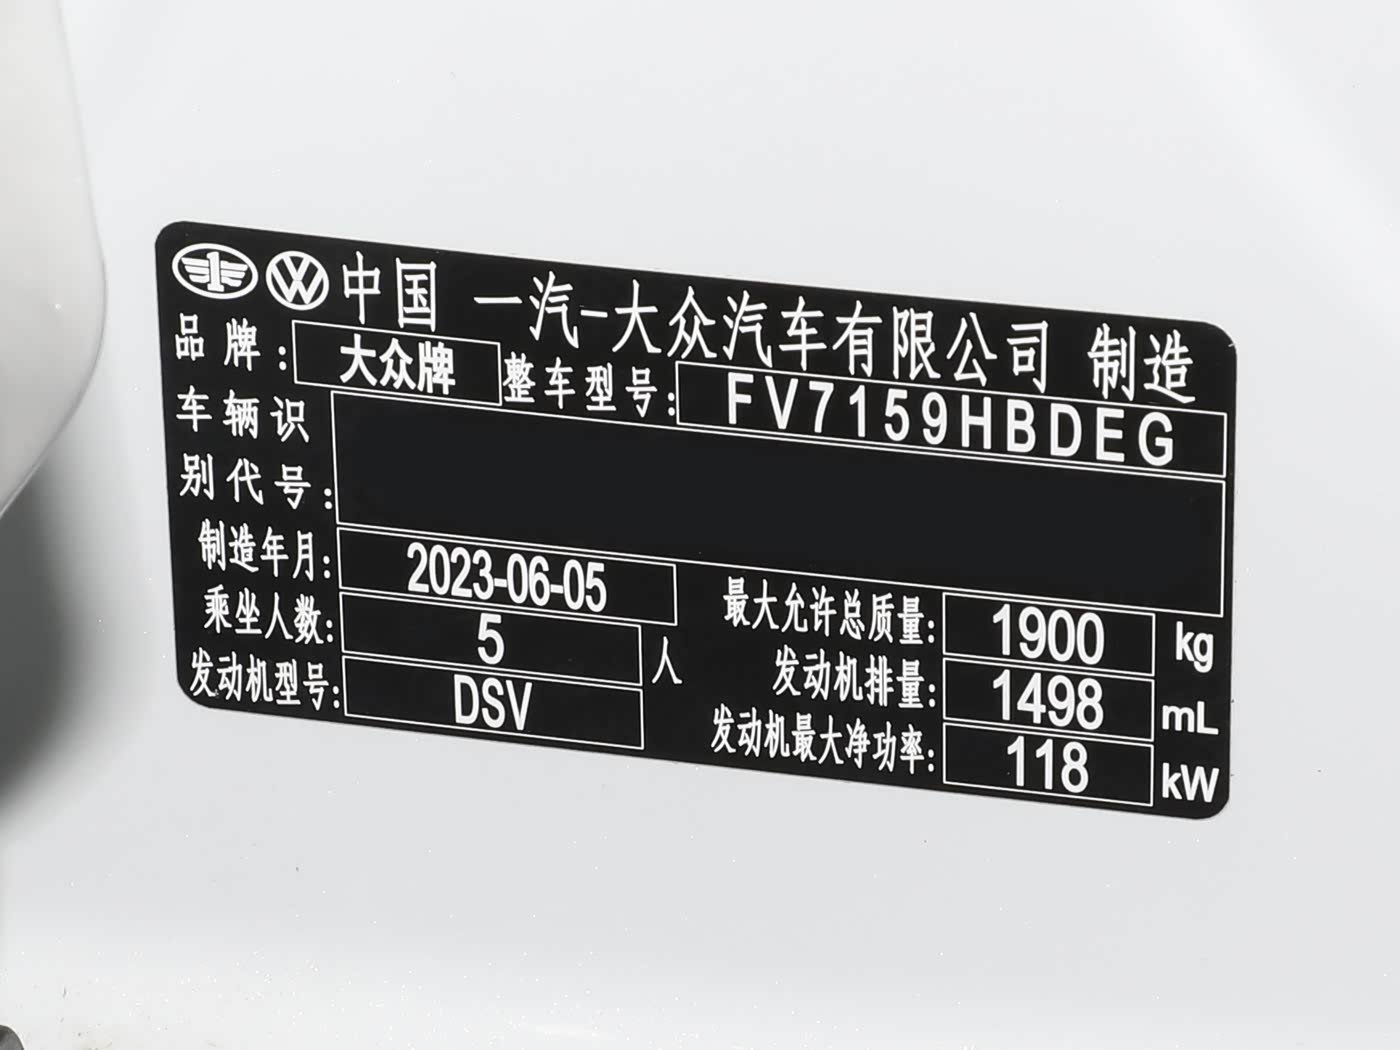 中国 一汽-大众汽车有限公司 制造
品牌: 大众牌 整车型号: FV7159HBDEG
车辆识
别代号:
制造年月: 2023-06-05 最大允许总质量: 1900 kg
乘坐人数: 5 人 发动机排量: 1498 mL
发动机型号: DSV 发动机最大净功率: 118 kW